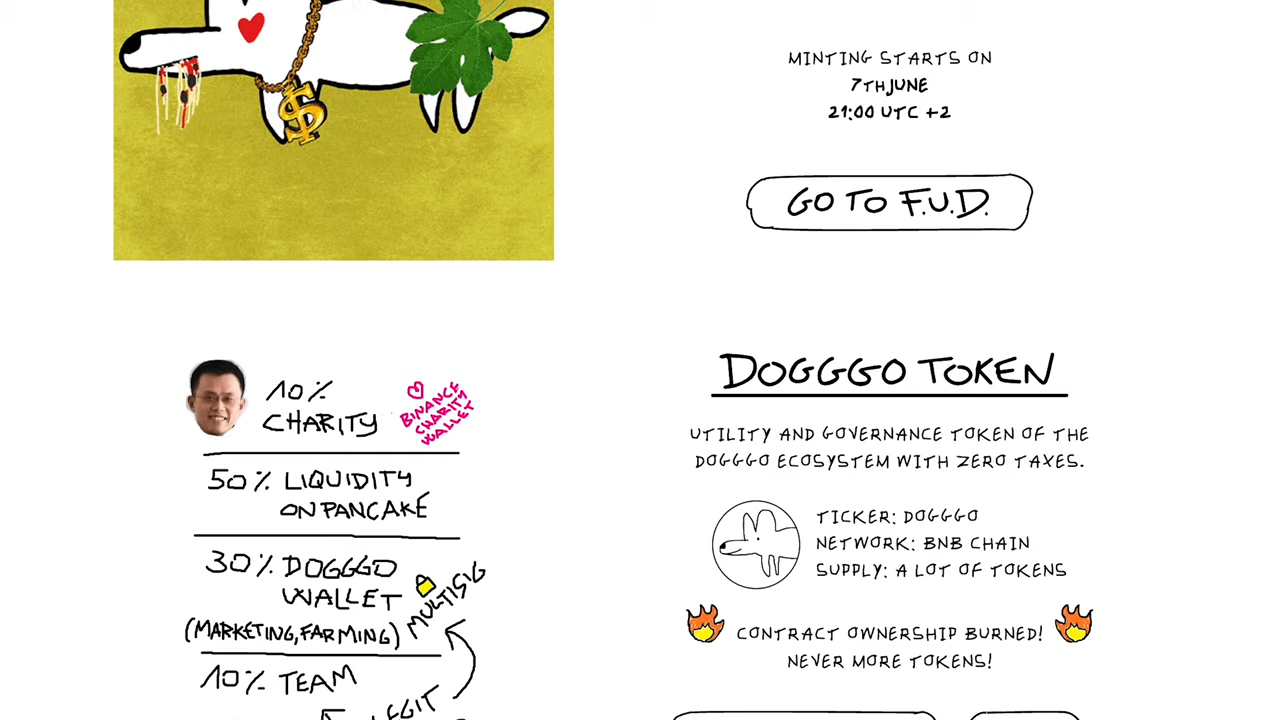 MINTING STARTS ON
7TH JUNE
21:00 UTC +2
GO TO F.U.D.
10%
CHARITY
BINANCE
CHARITY
WALLET
50% LIQUIDITY
ON PANCAKE
30% DOGGGO
WALLET
(MARKETING, FARMING)
MULTISIG
10% TEAM
LEGIT
DOGGGO TOKEN
UTILITY AND GOVERNANCE TOKEN OF THE
DOGGGO ECOSYSTEM WITH ZERO TAXES.
TICKER: DOGGGO
NETWORK: BNB CHAIN
SUPPLY: A LOT OF TOKENS
CONTRACT OWNERSHIP BURNED!
NEVER MORE TOKENS!